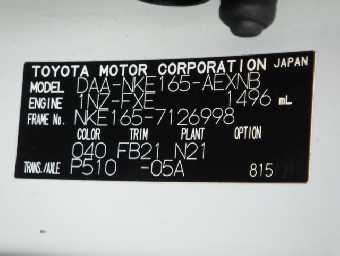 TOYOTA MOTOR CORPORATION JAPAN
MODEL DAA-NKE165-AEXNB
ENGINE 1NZ-FXE 1496 mL
FRAME No. NKE165-7126998
COLOR TRIM PLANT OPTION
040 FB21 N21
TRANS./AXLE P510 -05A 815